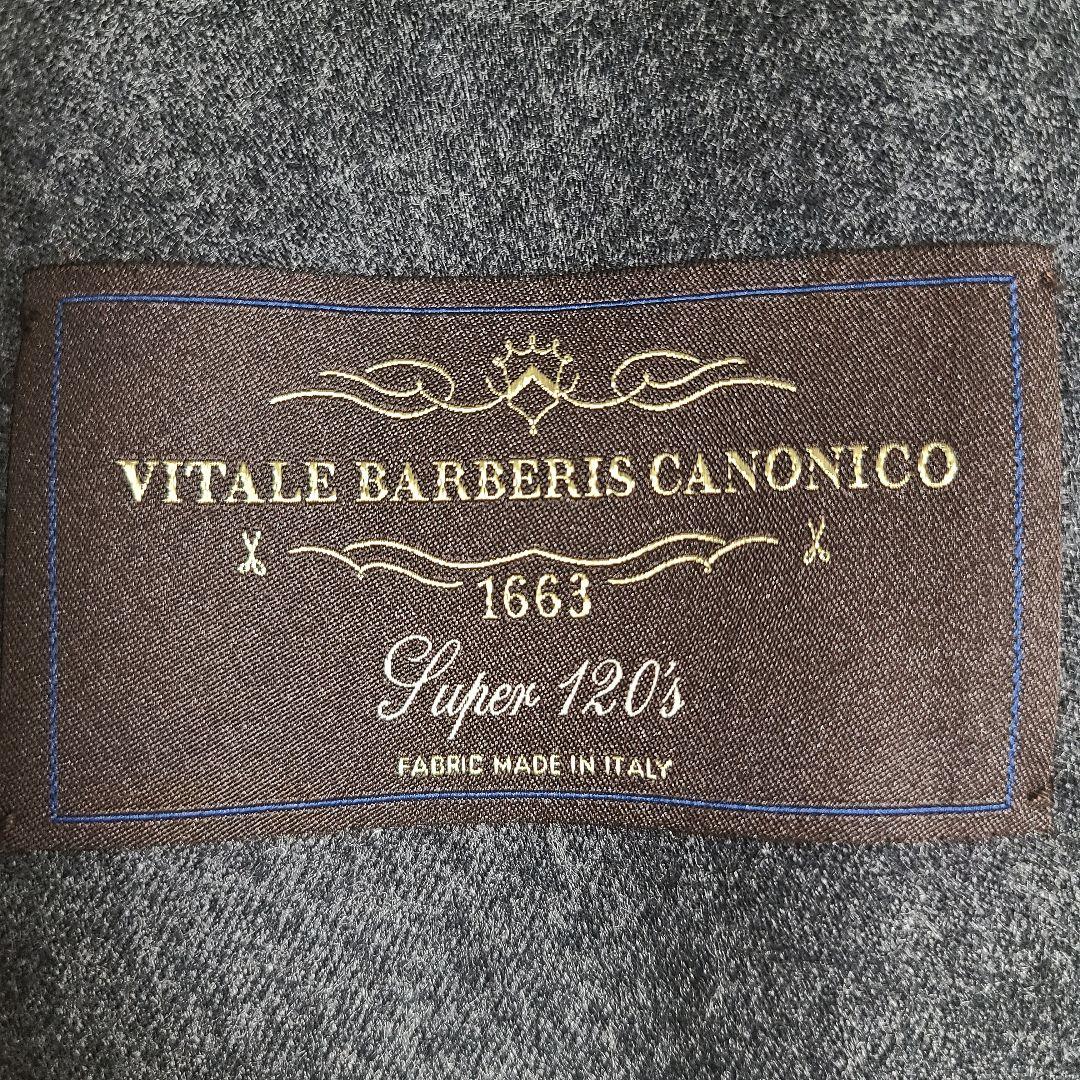 VITALE BARBERIS CANONICO
1663
Super 120's
FABRIC MADE IN ITALY